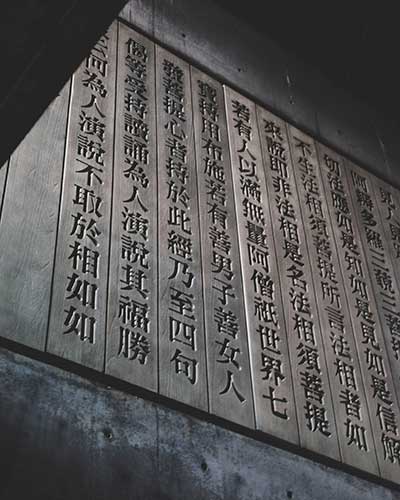 人見
阿耨多羅三藐三菩
切法應如是知如是見如是信解
不生法相須菩提所言法相者如
來說即非法相是名法相須菩提
若有人以滿無量阿僧祇世界七
寶持用布施若有善男子善女人
發菩提心者持於此經乃至四句
偈等受持讀誦為人演說其福勝
云何為人演說不取於相如如